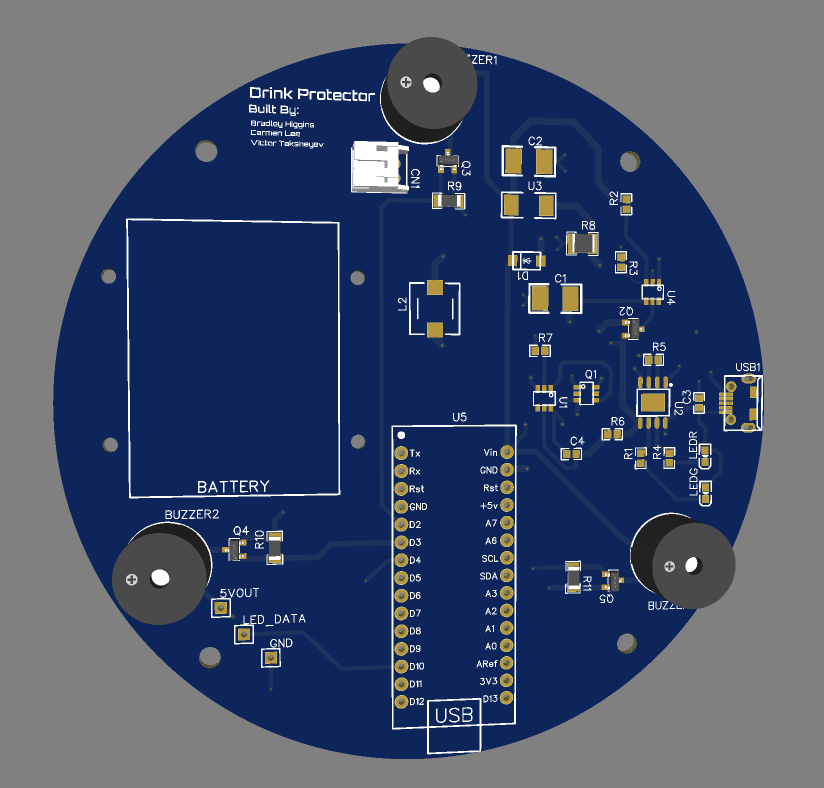 ZZER1
Drink Protector
Built By:
Bradley Higgins
Carmen Lee
Victor Taksheyev
CN1
Q3
R9
C2
U3
R2
R8
R3
D1
C1
U4
L2
Q2
R7
R5
USB1
Q1
U1
U2
C3
R6
C4
R1
R4
LEDR
LEDG
BATTERY
U5
Tx
Rx
Rst
GND
D2
D3
D4
D5
D6
D7
D8
D9
D10
D11
D12
Vin
GND
Rst
+5v
A7
A6
SCL
SDA
A3
A2
A1
A0
ARef
3V3
D13
USB
BUZZER2
Q4
R10
5VOUT
LED_DATA
GND
R11
Q5
BUZZE